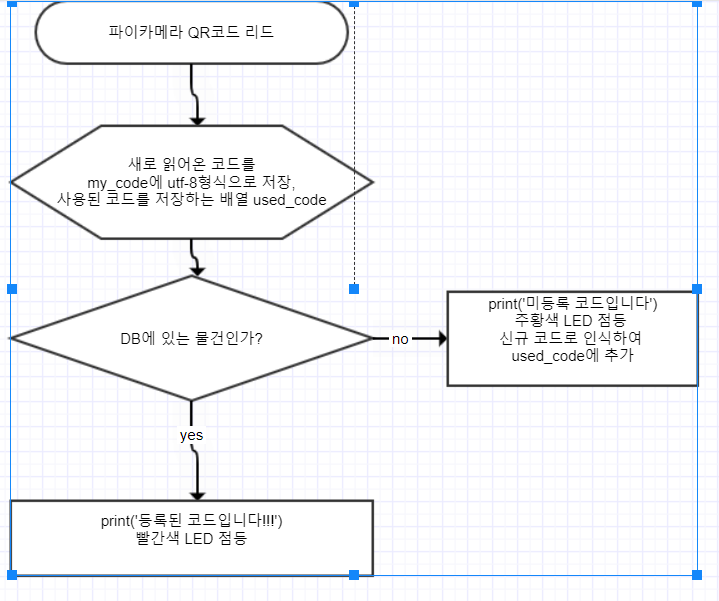 파이카메라 QR코드 리드
새로 읽어온 코드를
my_code에 utf-8형식으로 저장,
사용된 코드를 저장하는 배열 used_code
DB에 있는 물건인가?
no
print('미등록 코드입니다')
주황색 LED 점등
신규 코드로 인식하여
used_code에 추가
yes
print('등록된 코드입니다!!!')
빨간색 LED 점등